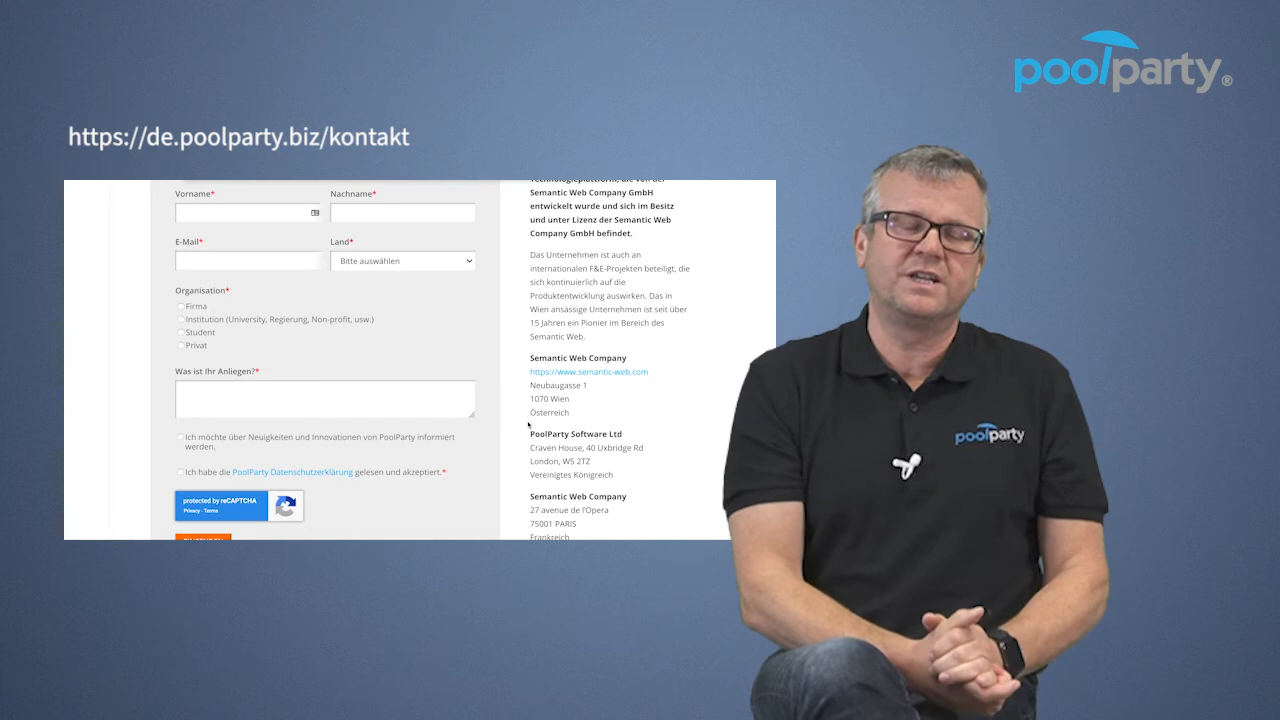 poolparty®
https://de.poolparty.biz/kontakt
Vorname*
Nachname*
E-Mail*
Land*
Bitte auswählen
Organisation*
Firma
Institution (University, Regierung, Non-profit, usw.)
Student
Privat
Was ist Ihr Anliegen?*
Ich möchte über Neuigkeiten und Innovationen von PoolParty informiert
werden.
Ich habe die PoolParty Datenschutzerklärung gelesen und akzeptiert.*
protected by reCAPTCHA
Privacy - Terms
Technologieplattform, die von der
Semantic Web Company GmbH
entwickelt wurde und sich im Besitz
und unter Lizenz der Semantic Web
Company GmbH befindet.
Das Unternehmen ist auch an
internationalen F&E-Projekten beteiligt, die
sich kontinuierlich auf die
Produktentwicklung auswirken. Das in
Wien ansässige Unternehmen ist seit über
15 Jahren ein Pionier im Bereich des
Semantic Web.
Semantic Web Company
https://www.semantic-web.com
Neubaugasse 1
1070 Wien
Österreich
PoolParty Software Ltd
Craven House, 40 Uxbridge Rd
London, W5 2TZ
Vereinigtes Königreich
Semantic Web Company
27 avenue de l'Opera
75001 PARIS
Frankreich
poolparty